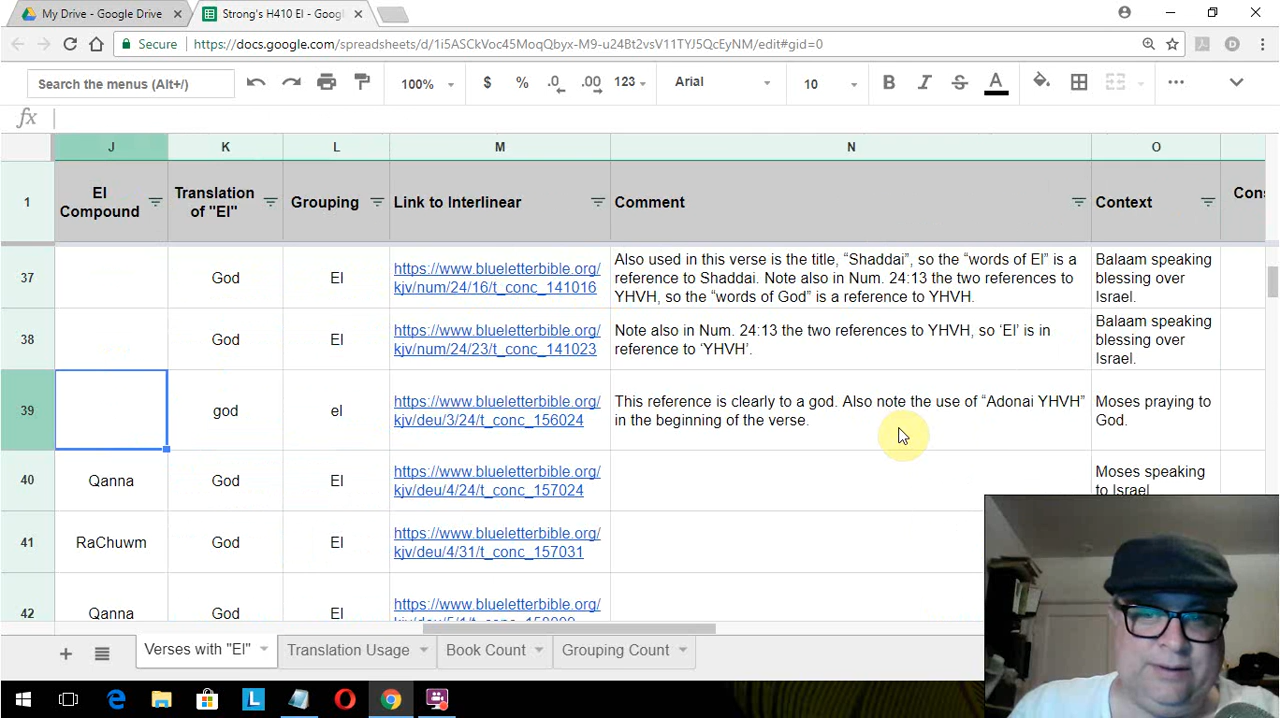 My Drive - Google Drive
Strong's H410 El - Goog
Secure
https://docs.google.com/spreadsheets/d/1i5ASCkVoc45MoqQbyx-M9-u24Bt2vsV11TYJ5QcEyNM/edit#gid=0
Search the menus (Alt+/)
100%
$
%
.0
.00
123
Arial
10
B
I
S
A
fx
J
K
L
M
N
O
1
El
Compound
Translation
of "El"
Grouping
Link to Interlinear
Comment
Context
Cons
37
God
El
https://www.blueletterbible.org/
kjv/num/24/16/t_conc_141016
Also used in this verse is the title, “Shaddai”, so the “words of El” is a
reference to Shaddai. Note also in Num. 24:13 the two references to
YHVH, so the “words of God” is a reference to YHVH.
Balaam speaking
blessing over
Israel.
38
God
El
https://www.blueletterbible.org/
kjv/num/24/23/t_conc_141023
Note also in Num. 24:13 the two references to YHVH, so ‘El’ is in
reference to ‘YHVH’.
Balaam speaking
blessing over
Israel.
39
god
el
https://www.blueletterbible.org/
kjv/deu/3/24/t_conc_156024
This reference is clearly to a god. Also note the use of “Adonai YHVH”
in the beginning of the verse.
Moses praying to
God.
40
Qanna
God
El
https://www.blueletterbible.org/
kjv/deu/4/24/t_conc_157024
Moses speaking
to Israel
41
RaChuwm
God
El
https://www.blueletterbible.org/
kjv/deu/4/31/t_conc_157031
42
Qanna
God
El
https://www.blueletterbible.org/
Verses with "El"
Translation Usage
Book Count
Grouping Count